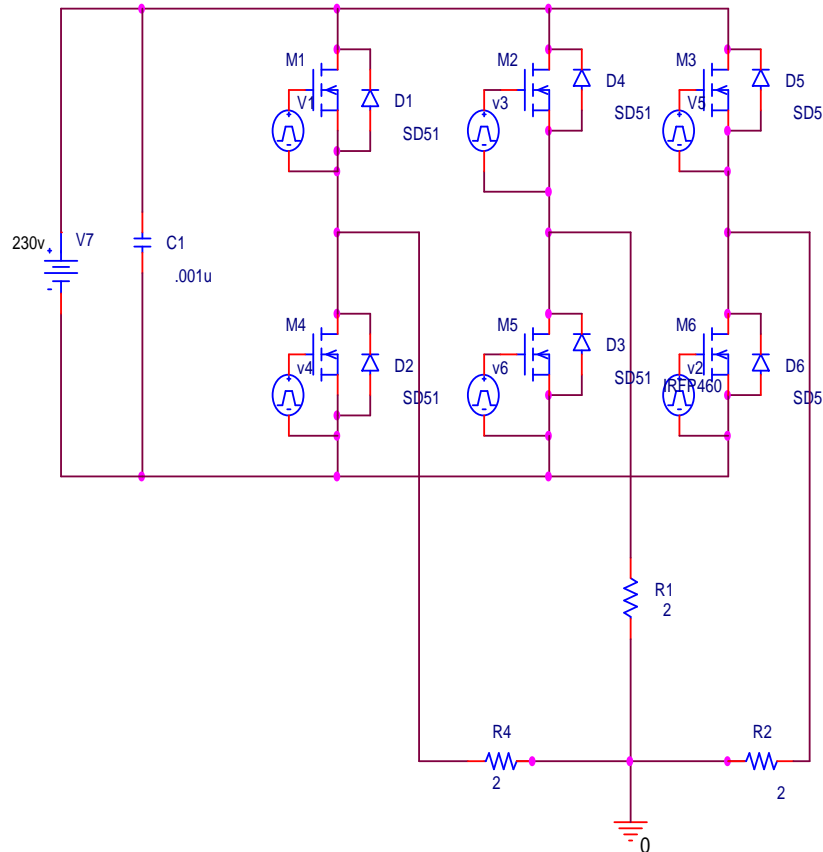 M1
M2
M3
V1
D1
SD51
v3
D4
SD51
V5
D5
SD5
230v
+
-
V7
C1
.001u
M4
M5
M6
v4
D2
SD51
v6
D3
SD51
v2
IRFP460
D6
SD5
R1
2
R4
2
R2
2
0